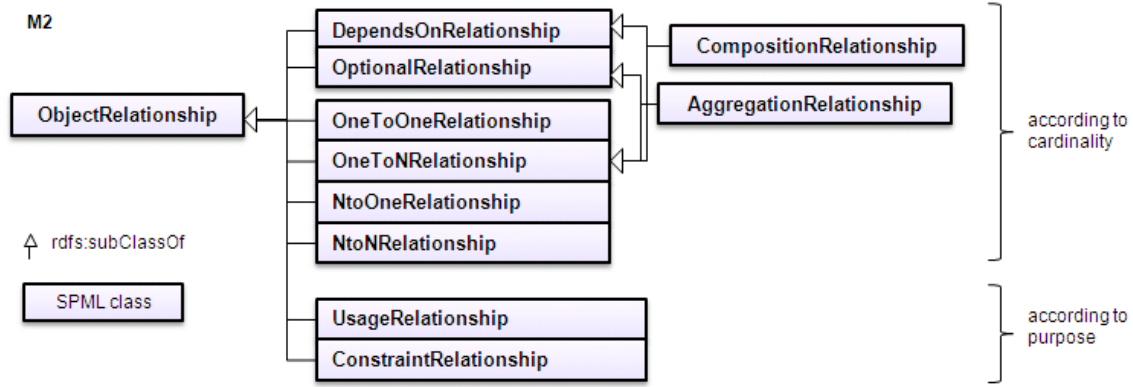 M2
DependsOnRelationship
OptionalRelationship
CompositionRelationship
AggregationRelationship
ObjectRelationship
OneToOneRelationship
OneToNRelationship
NtoOneRelationship
NtoNRelationship
according to
cardinality
rdfs:subClassOf
SPML class
UsageRelationship
ConstraintRelationship
according to
purpose